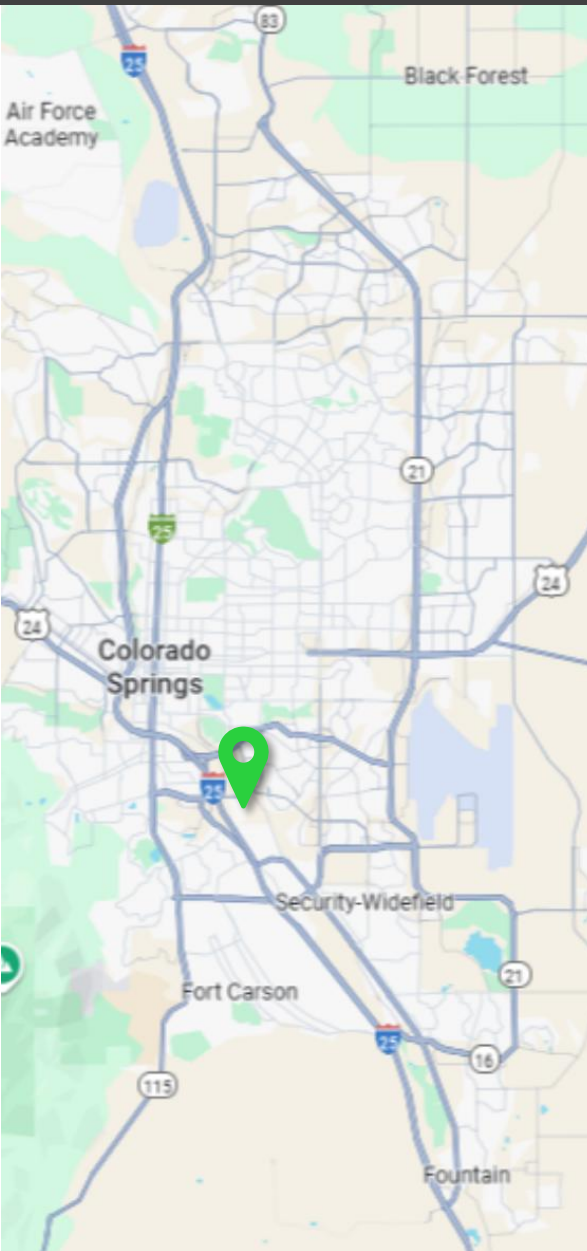 83
25
Black Forest
Air Force
Academy
21
25
24
24
Colorado
Springs
25
Security-Widefield
21
Fort Carson
25
16
115
Fountain